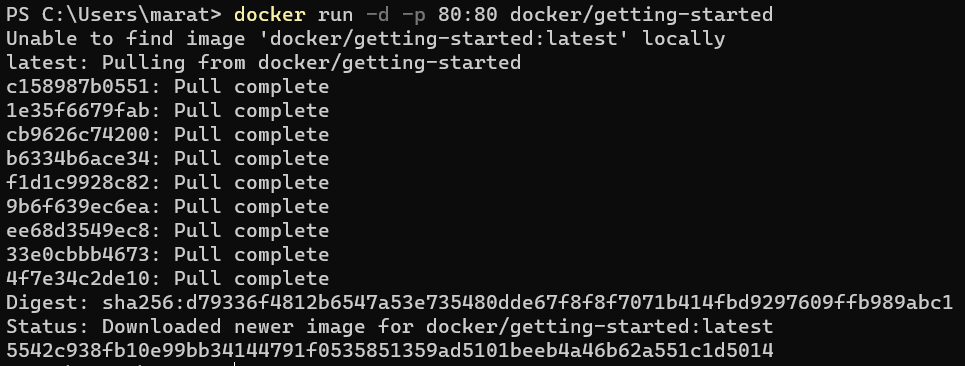 PS C:\Users\marat> docker run -d -p 80:80 docker/getting-started
Unable to find image 'docker/getting-started:latest' locally
latest: Pulling from docker/getting-started
c158987b0551: Pull complete
1e35f6679fab: Pull complete
cb9626c74200: Pull complete
b6334b6ace34: Pull complete
f1d1c9928c82: Pull complete
9b6f639ec6ea: Pull complete
ee68d3549ec8: Pull complete
33e0cbbb4673: Pull complete
4f7e34c2de10: Pull complete
Digest: sha256:d79336f4812b6547a53e735480dde67f8f8f7071b414fbd9297609ffb989abc1
Status: Downloaded newer image for docker/getting-started:latest
5542c938fb10e99bb34144791f0535851359ad5101beeb4a46b62a551c1d5014